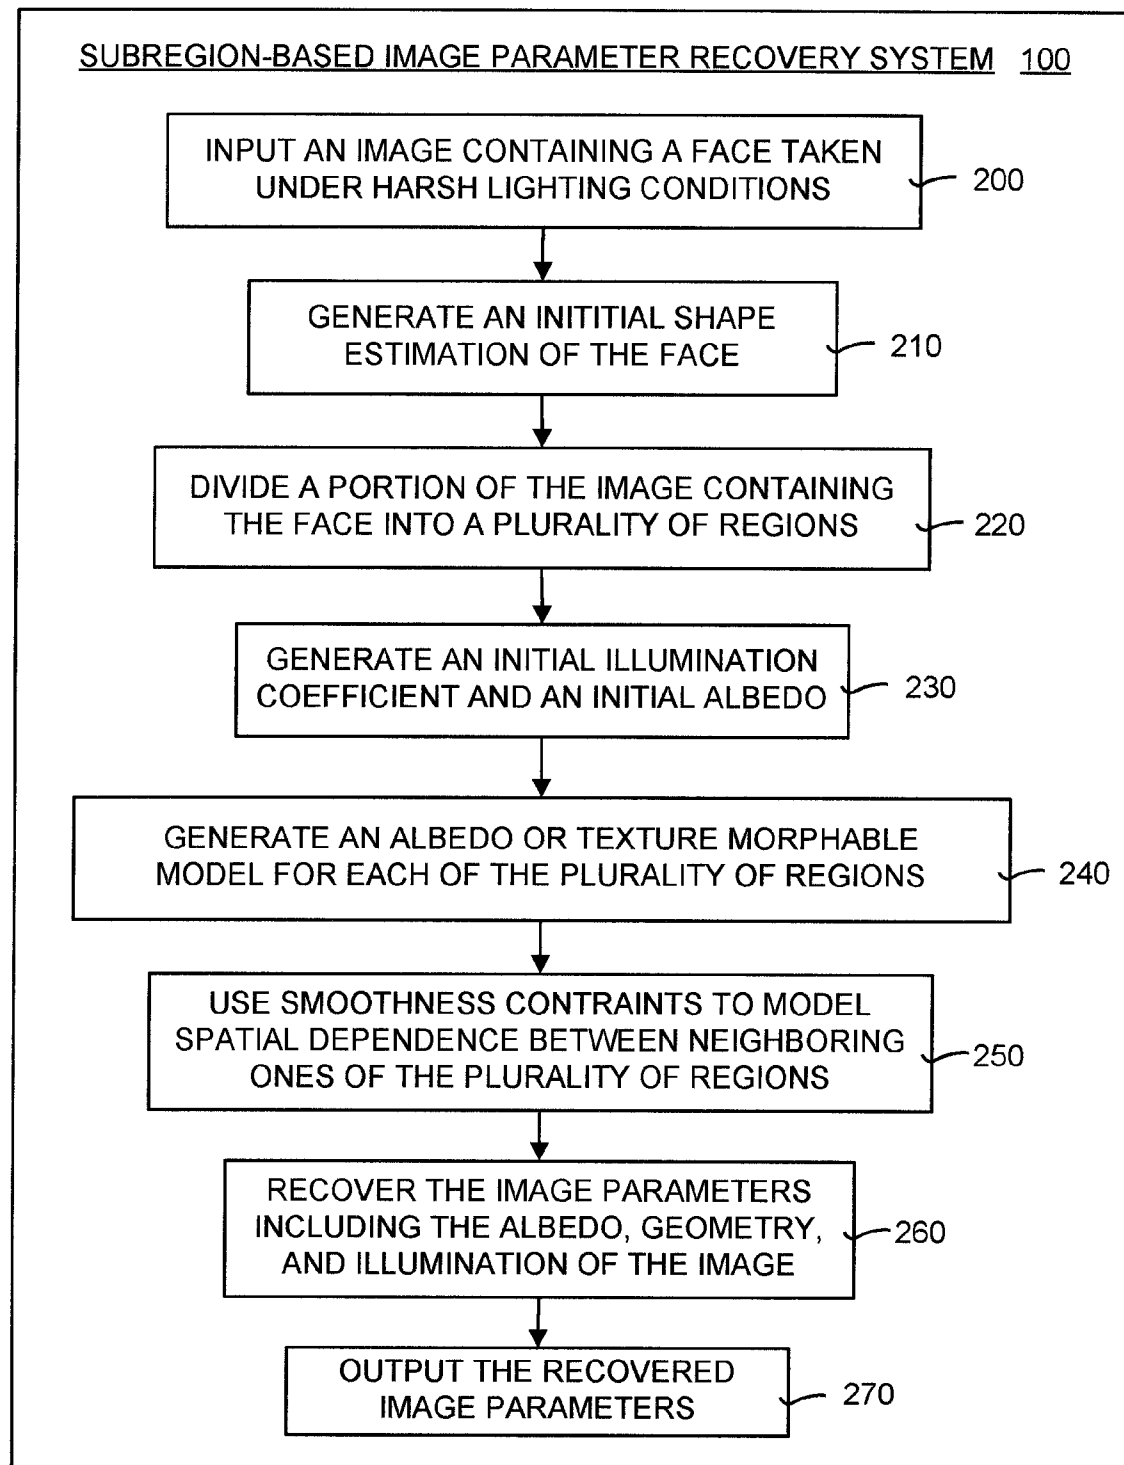 SUBREGION-BASED IMAGE PARAMETER RECOVERY SYSTEM 100
INPUT AN IMAGE CONTAINING A FACE TAKEN
UNDER HARSH LIGHTING CONDITIONS
200
GENERATE AN INITITIAL SHAPE
ESTIMATION OF THE FACE
210
DIVIDE A PORTION OF THE IMAGE CONTAINING
THE FACE INTO A PLURALITY OF REGIONS
220
GENERATE AN INITIAL ILLUMINATION
COEFFICIENT AND AN INITIAL ALBEDO
230
GENERATE AN ALBEDO OR TEXTURE MORPHABLE
MODEL FOR EACH OF THE PLURALITY OF REGIONS
240
USE SMOOTHNESS CONTRAINTS TO MODEL
SPATIAL DEPENDENCE BETWEEN NEIGHBORING
ONES OF THE PLURALITY OF REGIONS
250
RECOVER THE IMAGE PARAMETERS
INCLUDING THE ALBEDO, GEOMETRY,
AND ILLUMINATION OF THE IMAGE
260
OUTPUT THE RECOVERED
IMAGE PARAMETERS
270